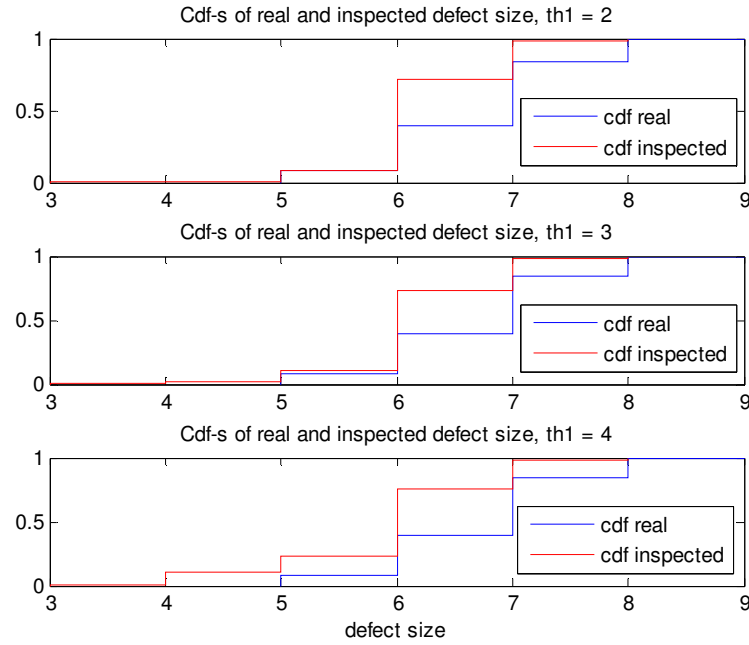 Cdf-s of real and inspected defect size, th1 = 2
1
0.5
0
cdf real
cdf inspected
3 4 5 6 7 8 9
Cdf-s of real and inspected defect size, th1 = 3
1
0.5
0
cdf real
cdf inspected
3 4 5 6 7 8 9
Cdf-s of real and inspected defect size, th1 = 4
1
0.5
0
cdf real
cdf inspected
3 4 5 6 7 8 9
defect size